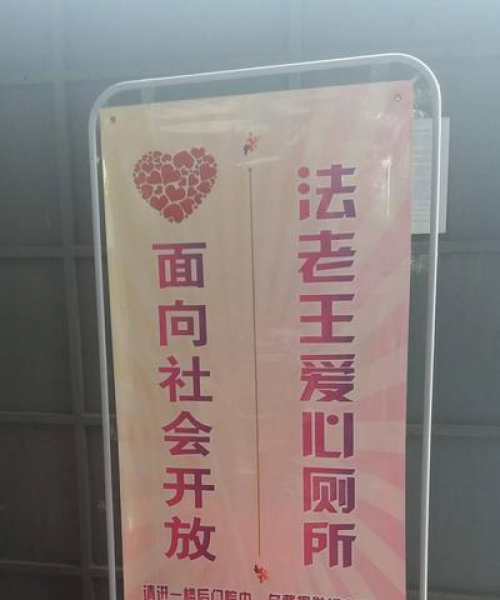 法老王爱心厕所
面向社会开放
请进一楼后门院中